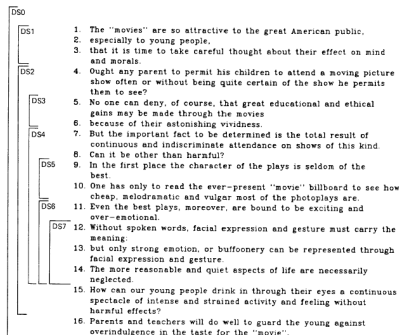 DS0
DS1
1. The "movies" are so attractive to the great American public,
2. especially to young people,
3. that it is time to take careful thought about their effect on mind
and morals.
DS2
4. Ought any parent to permit his children to attend a moving picture
show often or without being quite certain of the show he permits
them to see?
DS3
5. No one can deny, of course, that great educational and ethical
gains may be made through the movies
6. because of their astonishing vividness.
DS4
7. But the important fact to be determined is the total result of
continuous and indiscriminate attendance on shows of this kind.
8. Can it be other than harmful?
DS5
9. In the first place the character of the plays is seldom of the
best.
10. One has only to read the ever-present "movie" billboard to see how
cheap, melodramatic and vulgar most of the photoplays are.
DS6
11. Even the best plays, moreover, are bound to be exciting and
over-emotional.
DS7
12. Without spoken words, facial expression and gesture must carry the
meaning:
13. but only strong emotion, or buffoonery can be represented through
facial expression and gesture.
14. The more reasonable and quiet aspects of life are necessarily
neglected.
15. How can our young people drink in through their eyes a continuous
spectacle of intense and strained activity and feeling without
harmful effects?
16. Parents and teachers will do well to guard the young against
overindulgence in the taste for the "movie".